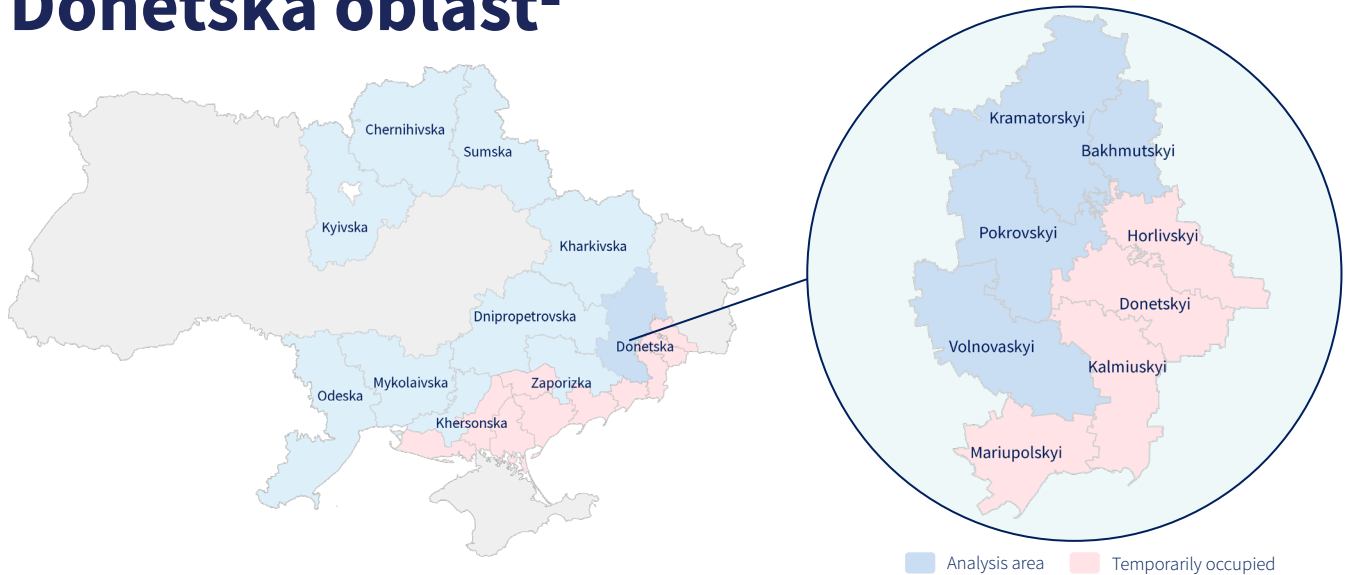 Donetska oblast
Chernihivska
Sumska
Kyivska
Kharkivska
Dnipropetrovska
Donetska
Zaporizka
Mykolaivska
Odeska
Khersonska
Kramatorskyi
Bakhmutskyi
Pokrovskyi
Horlivskyi
Donetskyi
Volnovaskyi
Kalmiuskyi
Mariupolskyi
Analysis area
Temporarily occupied